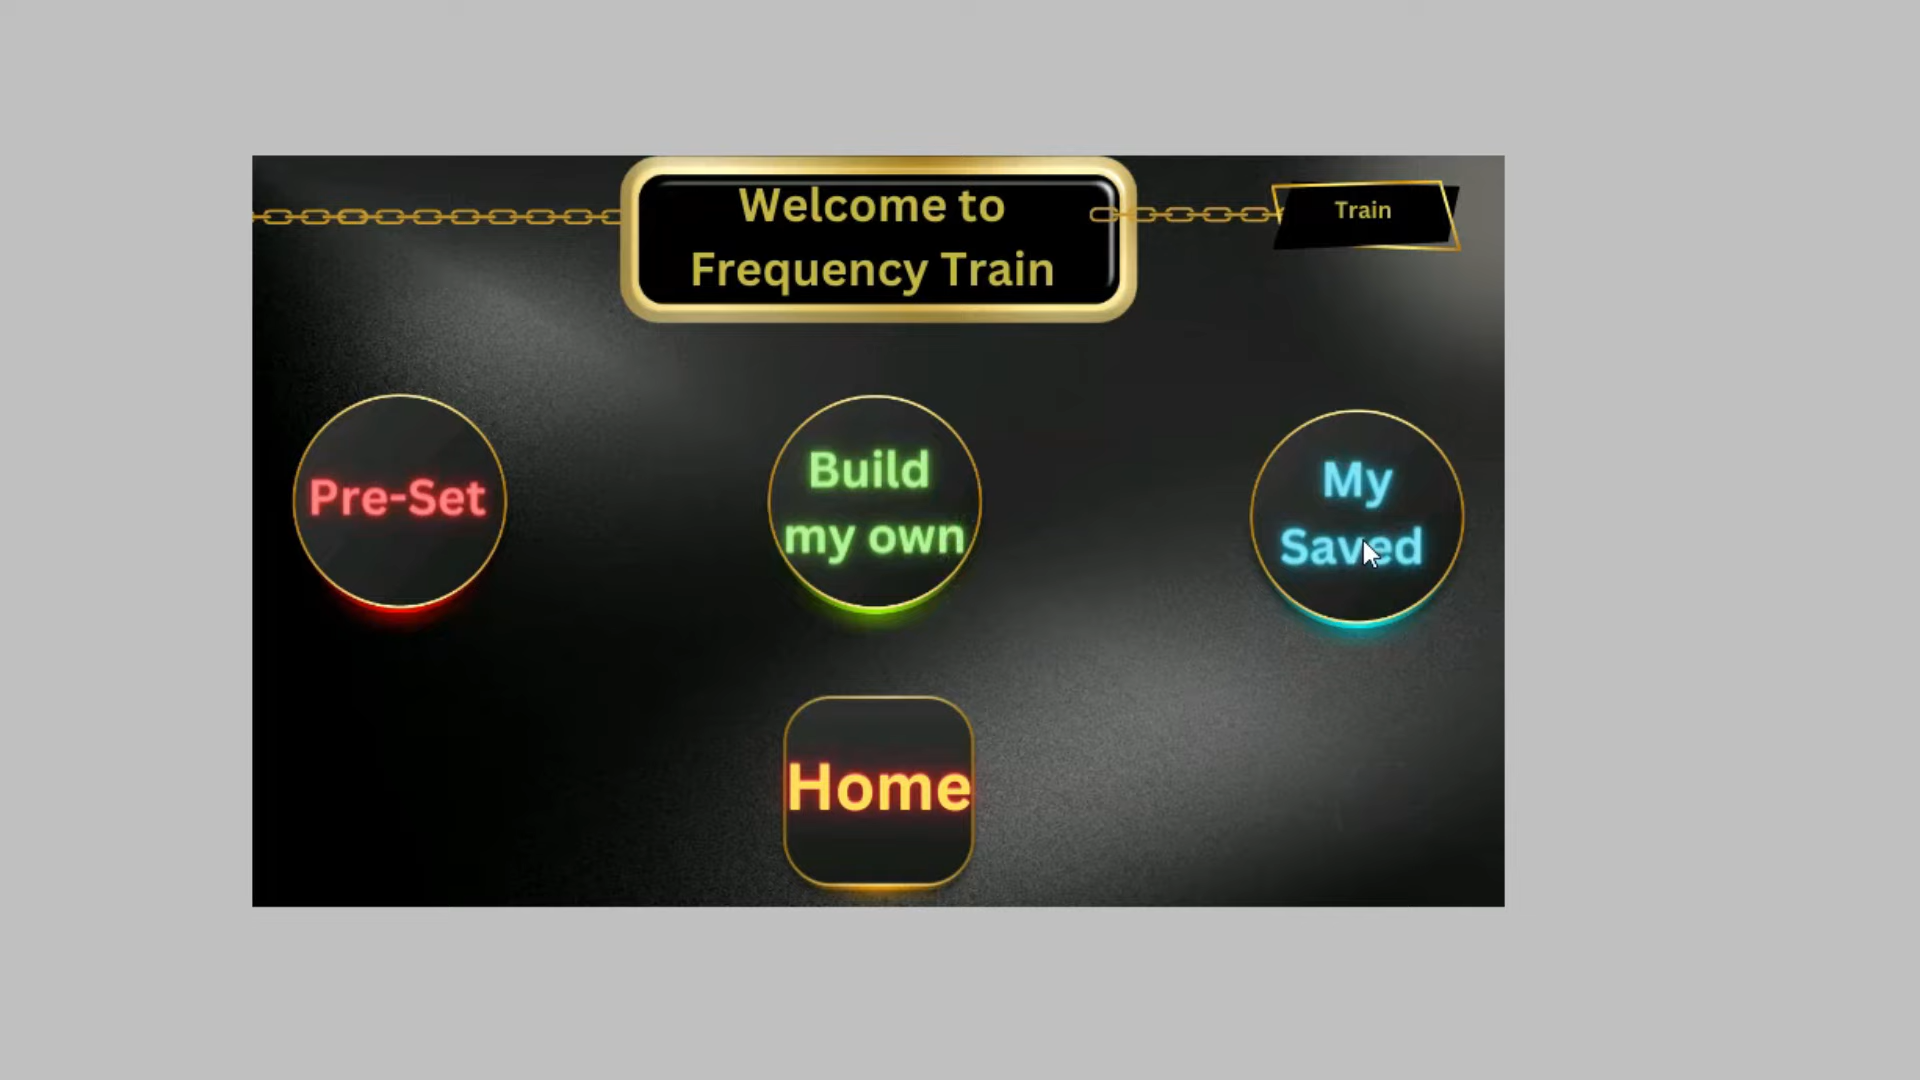 Welcome to
Frequency Train
Train
Pre-Set
Build
my own
My
Saved
Home